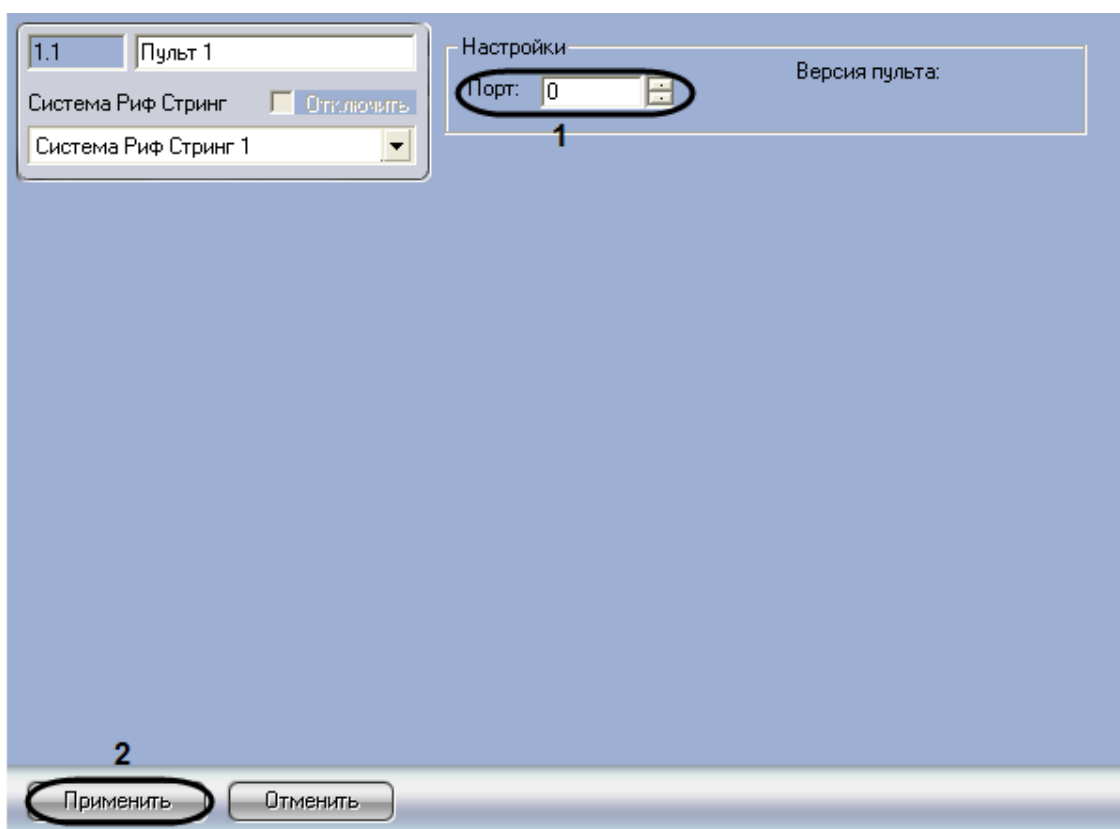 1.1 Пульт 1
Система Риф Стринг Отключить
Система Риф Стринг 1
Настройки
Порт: 0
Версия пульта:
1
2
Применить Отменить